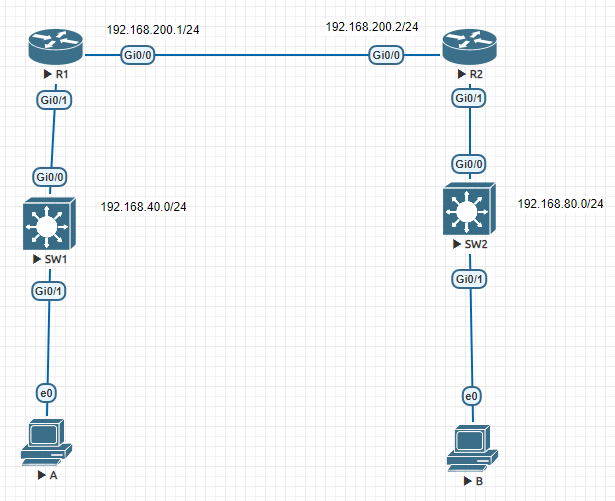 192.168.200.1/24
192.168.200.2/24
Gi0/0
Gi0/0
R1
R2
Gi0/1
Gi0/1
Gi0/0
Gi0/0
192.168.40.0/24
192.168.80.0/24
SW1
SW2
Gi0/1
Gi0/1
e0
e0
A
B